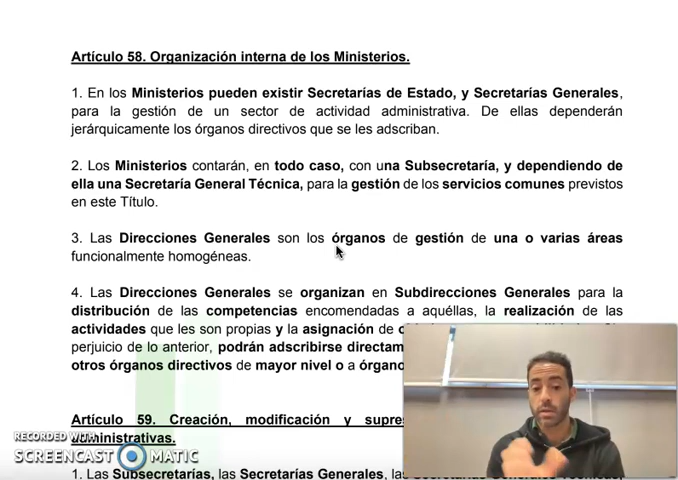 Artículo 58. Organización interna de los Ministerios.
1. En los Ministerios pueden existir Secretarías de Estado, y Secretarías Generales,
para la gestión de un sector de actividad administrativa. De ellas dependerán
jerárquicamente los órganos directivos que se les adscriban.
2. Los Ministerios contarán, en todo caso, con una Subsecretaría, y dependiendo de
ella una Secretaría General Técnica, para la gestión de los servicios comunes previstos
en este Título.
3. Las Direcciones Generales son los órganos de gestión de una o varias áreas
funcionalmente homogéneas.
4. Las Direcciones Generales se organizan en Subdirecciones Generales para la
distribución de las competencias encomendadas a aquéllas, la realización de las
actividades que les son propias y la asignación de
perjuicio de lo anterior, podrán adscribirse
otros órganos directivos de mayor nivel o a
Artículo 59. Creación, modificación y
administrativas.
1. Las Subsecretarías, las Secretarías Generales, las
RECORDED WITH
SCREENCAST MATIC